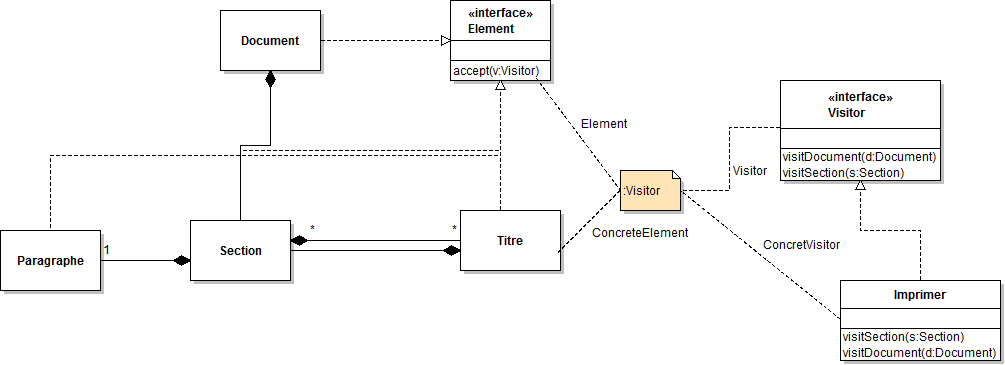 Document
«interface»
Element
accept(v:Visitor)
«interface»
Visitor
visitDocument(d:Document)
visitSection(s:Section)
Element
Visitor
:Visitor
ConcreteElement
ConcretVisitor
Paragraphe
1
Section
*
*
Titre
Imprimer
visitSection(s:Section)
visitDocument(d:Document)